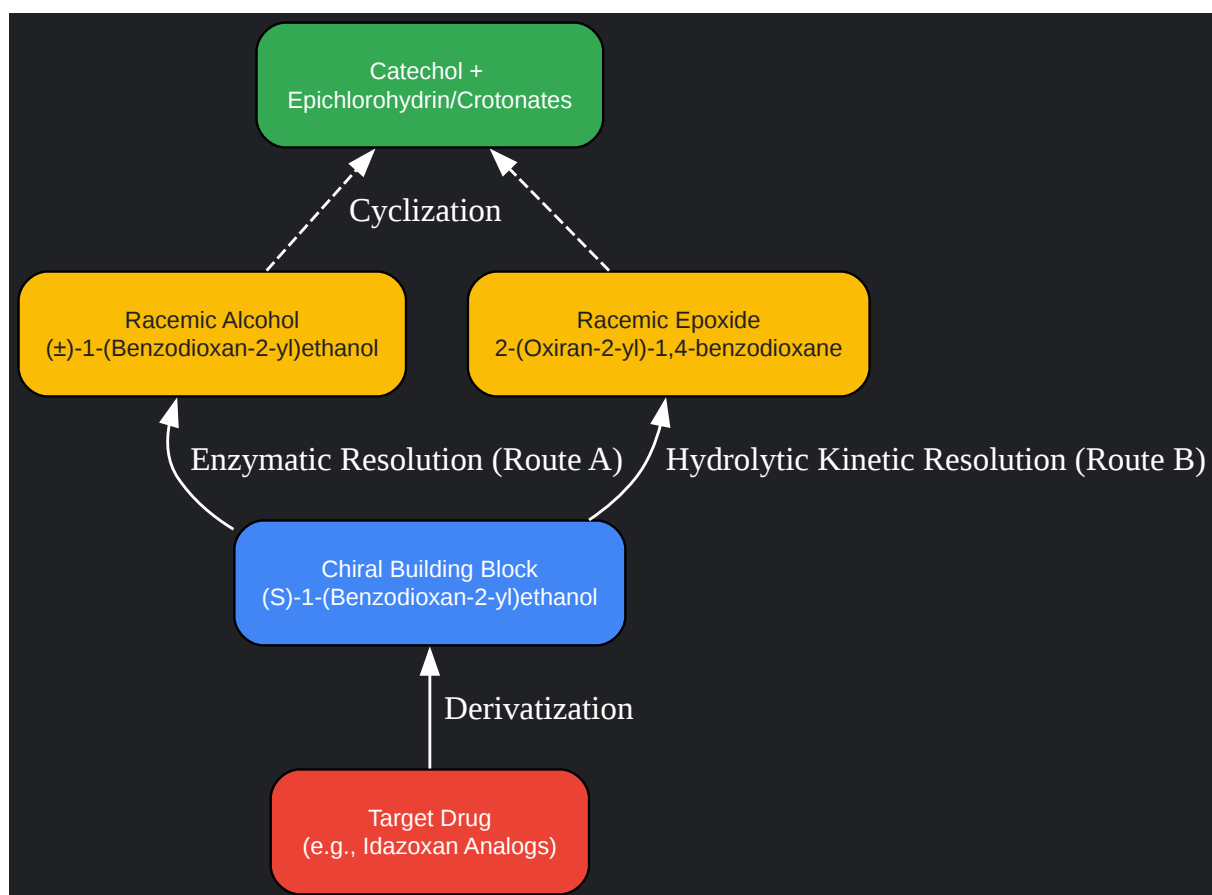 Catechol +
Epichlorohydrin/Crotonates
Cyclization
Racemic Alcohol
(±)-1-(Benzodioxan-2-yl)ethanol
Racemic Epoxide
2-(Oxiran-2-yl)-1,4-benzodioxane
Enzymatic Resolution (Route A)
Hydrolytic Kinetic Resolution (Route B)
Chiral Building Block
(S)-1-(Benzodioxan-2-yl)ethanol
Derivatization
Target Drug
(e.g., Idazoxan Analogs)